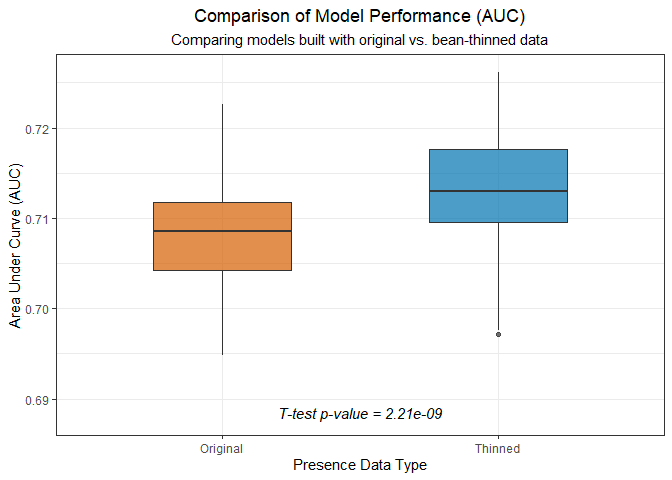 Comparison of Model Performance (AUC)
Comparing models built with original vs. bean-thinned data
Area Under Curve (AUC)
0.72
0.71
0.70
0.69
T-test p-value = 2.21e-09
Original
Thinned
Presence Data Type